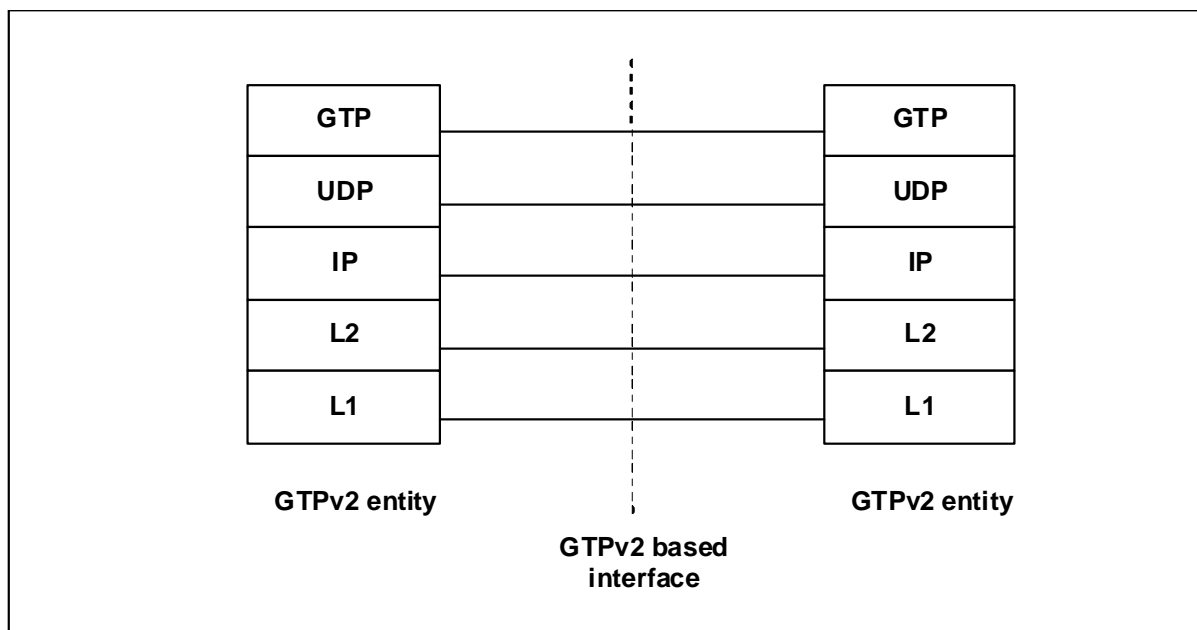 GTP
GTP
UDP
UDP
IP
IP
L2
L2
L1
L1
GTPv2 entity
GTPv2 entity
GTPv2 based
interface